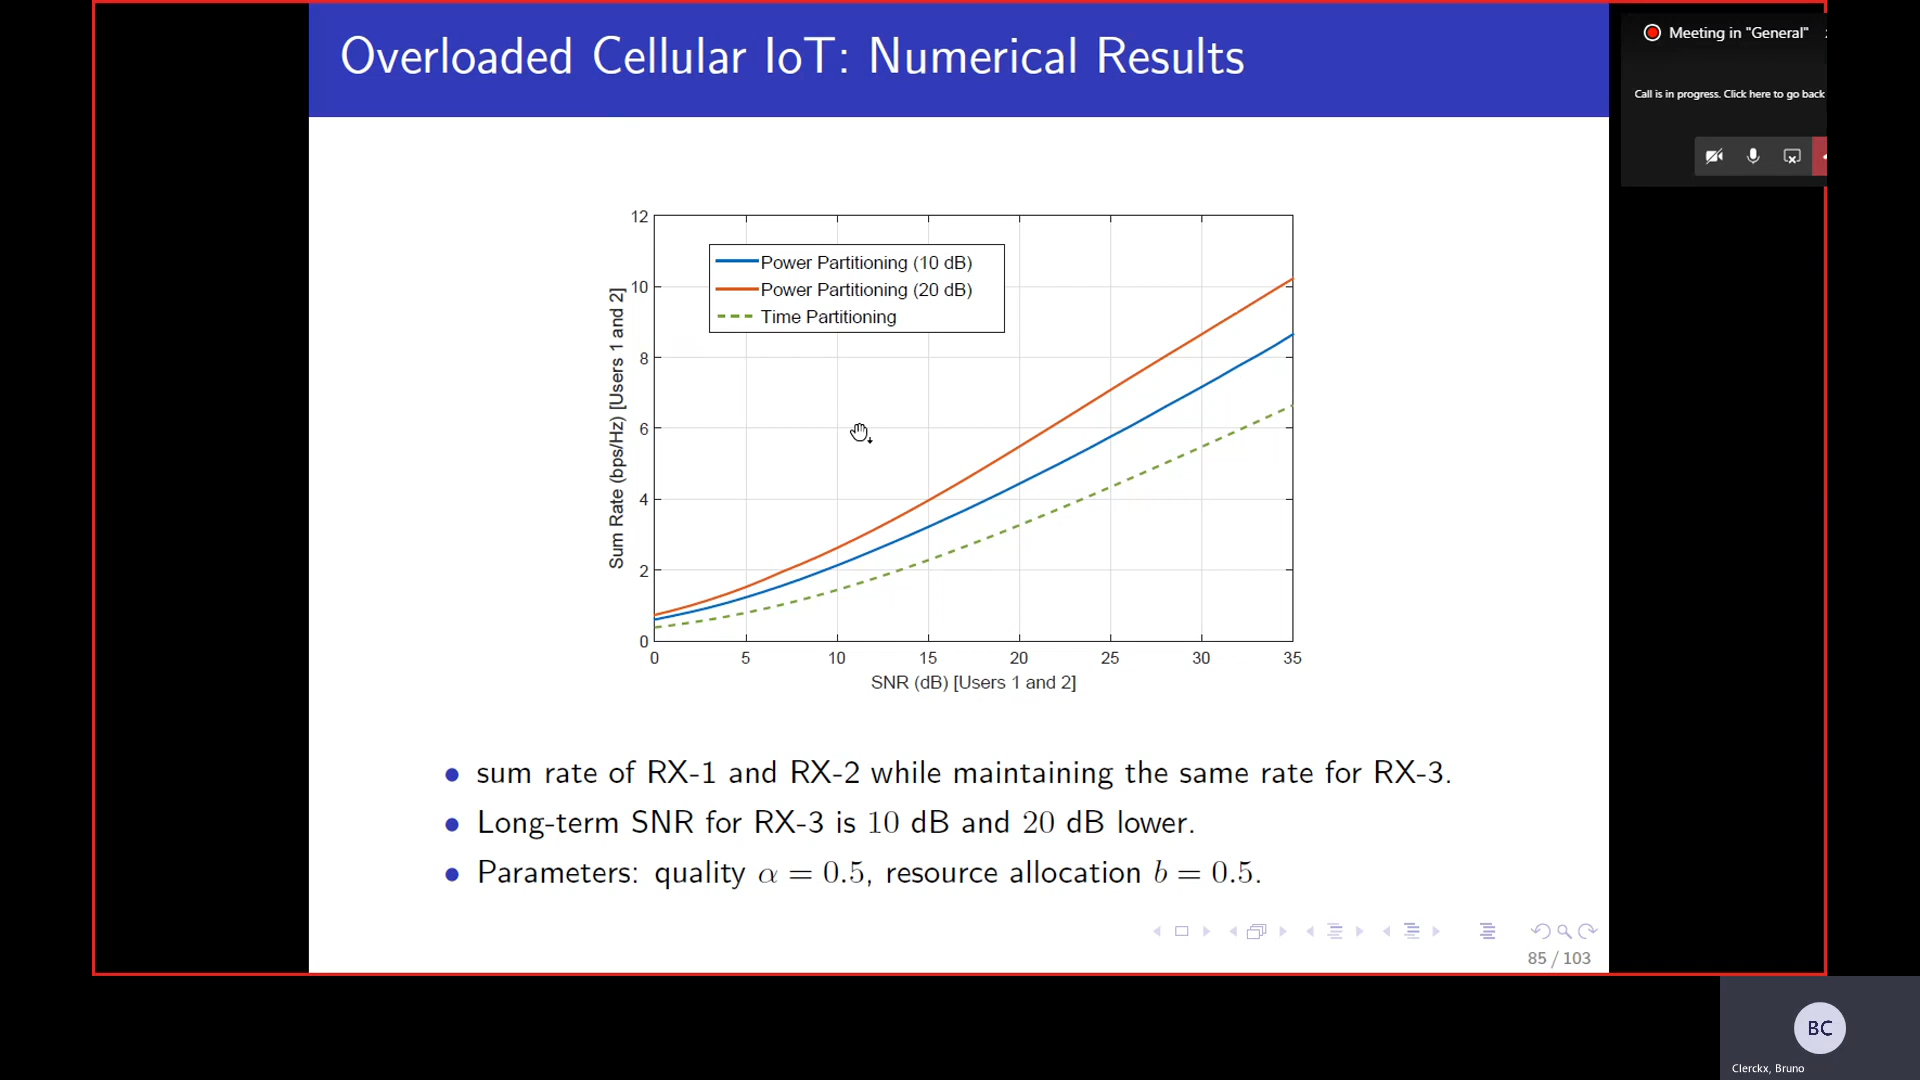 Overloaded Cellular IoT: Numerical Results
Meeting in "General"
Call is in progress. Click here to go back
12
10
8
6
4
2
0
Sum Rate (bps/Hz) [Users 1 and 2]
Power Partitioning (10 dB)
Power Partitioning (20 dB)
Time Partitioning
0 5 10 15 20 25 30 35
SNR (dB) [Users 1 and 2]
• sum rate of RX-1 and RX-2 while maintaining the same rate for RX-3.
• Long-term SNR for RX-3 is 10 dB and 20 dB lower.
• Parameters: quality α = 0.5, resource allocation b = 0.5.
85 / 103
BC
Clerckx, Bruno